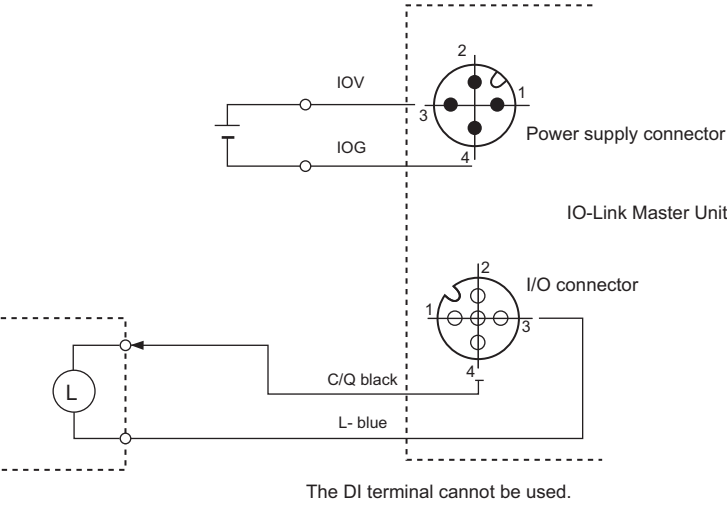 2
IOV
1
3
Power supply connector
IOG
4
IO-Link Master Unit
2
I/O connector
1
3
4
L
C/Q black
L- blue
The DI terminal cannot be used.